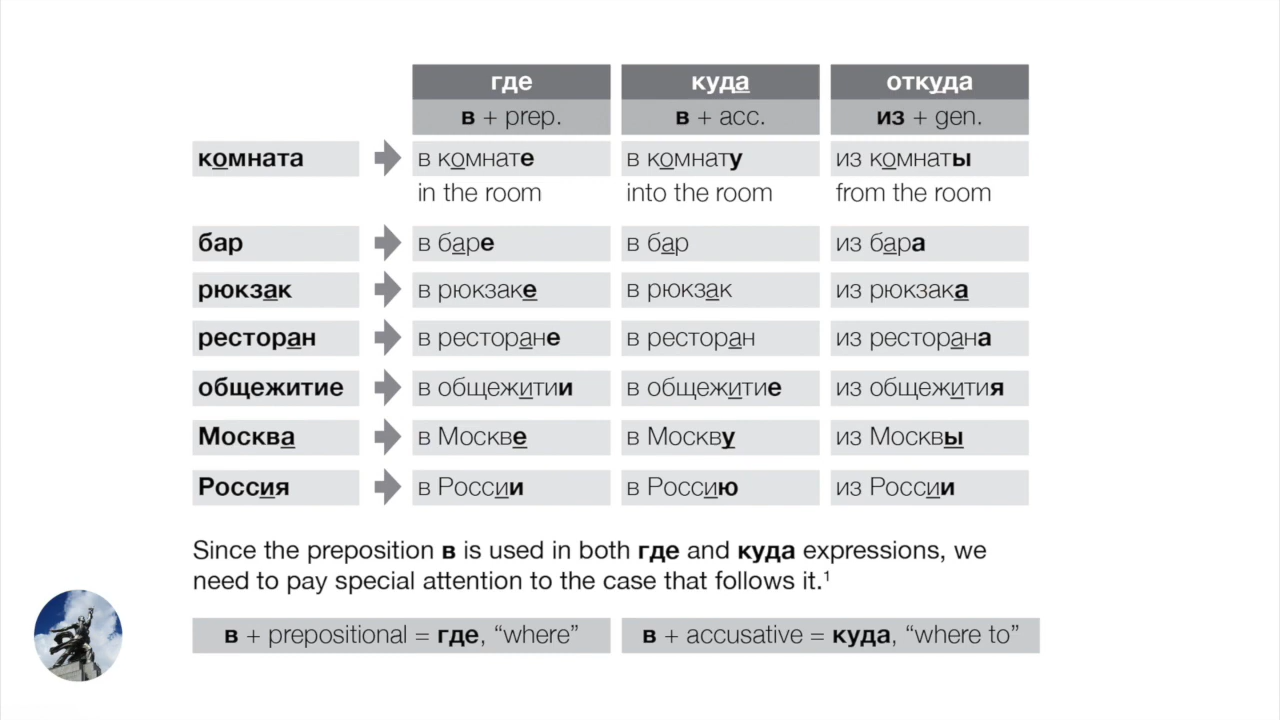 где куда откуда
в + prep. в + acc. из + gen.
комната в комнате в комнату из комнаты
in the room into the room from the room
бар в баре в бар из бара
рюкзак в рюкзаке в рюкзак из рюкзака
ресторан в ресторане в ресторан из ресторана
общежитие в общежитии в общежитие из общежития
Москва в Москве в Москву из Москвы
Россия в России в Россию из России
Since the preposition в is used in both где and куда expressions, we
need to pay special attention to the case that follows it.¹
в + prepositional = где, “where” в + accusative = куда, “where to”